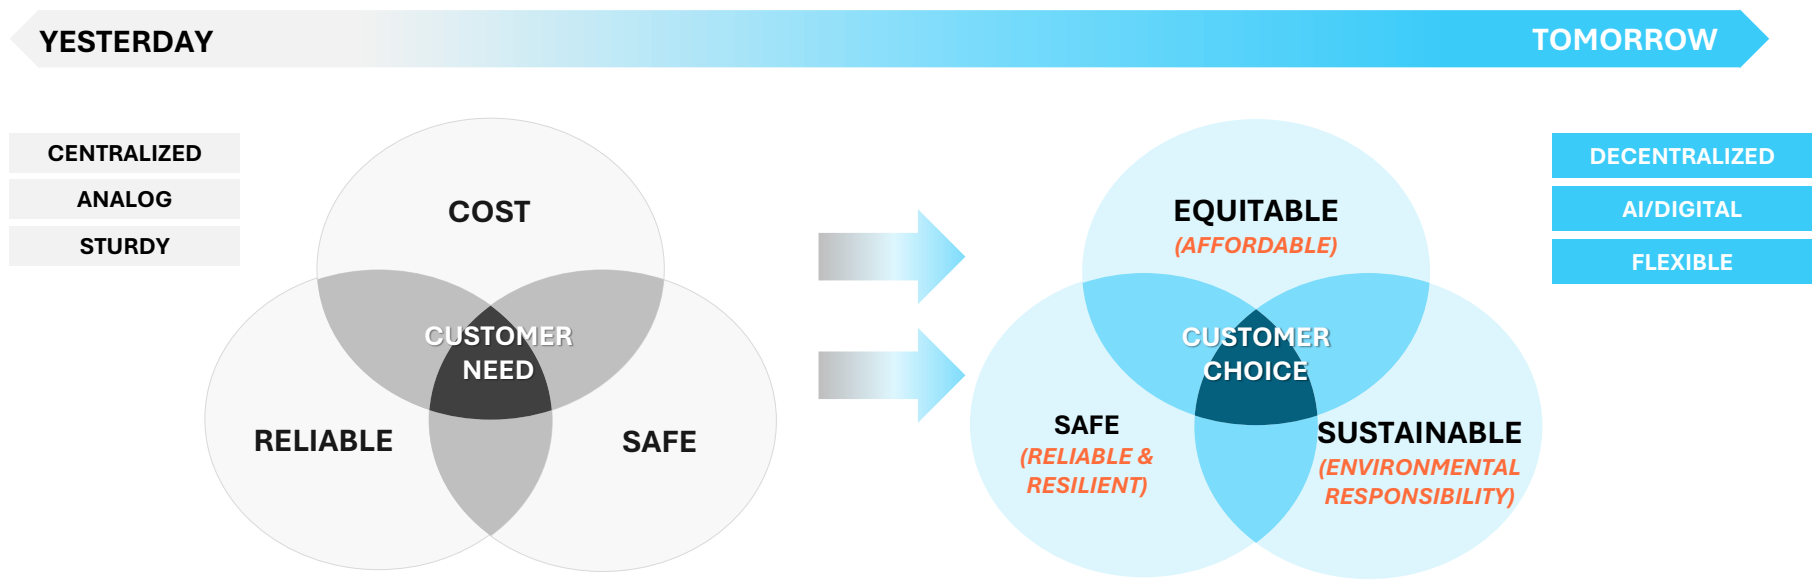 YESTERDAY
TOMORROW
CENTRALIZED
ANALOG
STURDY
COST
CUSTOMER
NEED
RELIABLE
SAFE
EQUITABLE
(AFFORDABLE)
CUSTOMER
CHOICE
SAFE
(RELIABLE &
RESILIENT)
SUSTAINABLE
(ENVIRONMENTAL
RESPONSIBILITY)
DECENTRALIZED
AI/DIGITAL
FLEXIBLE